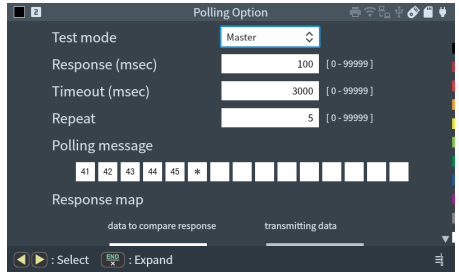 2 Polling Option
Test mode Master
Response (msec) 100 [ 0 - 99999 ]
Timeout (msec) 3000 [ 0 - 99999 ]
Repeat 5 [ 0 - 99999 ]
Polling message
41 42 43 44 45 *
Response map
data to compare response transmitting data
: Select END X : Expand